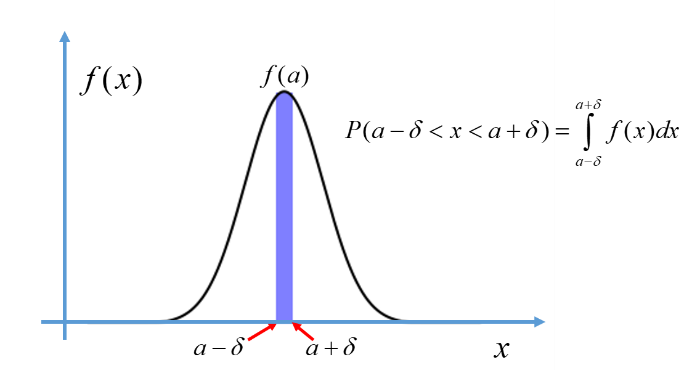 f(x)
f(a)
P(a − δ < x < a + δ) = ∫_{a−δ}^{a+δ} f(x)dx
a − δ
a + δ
x